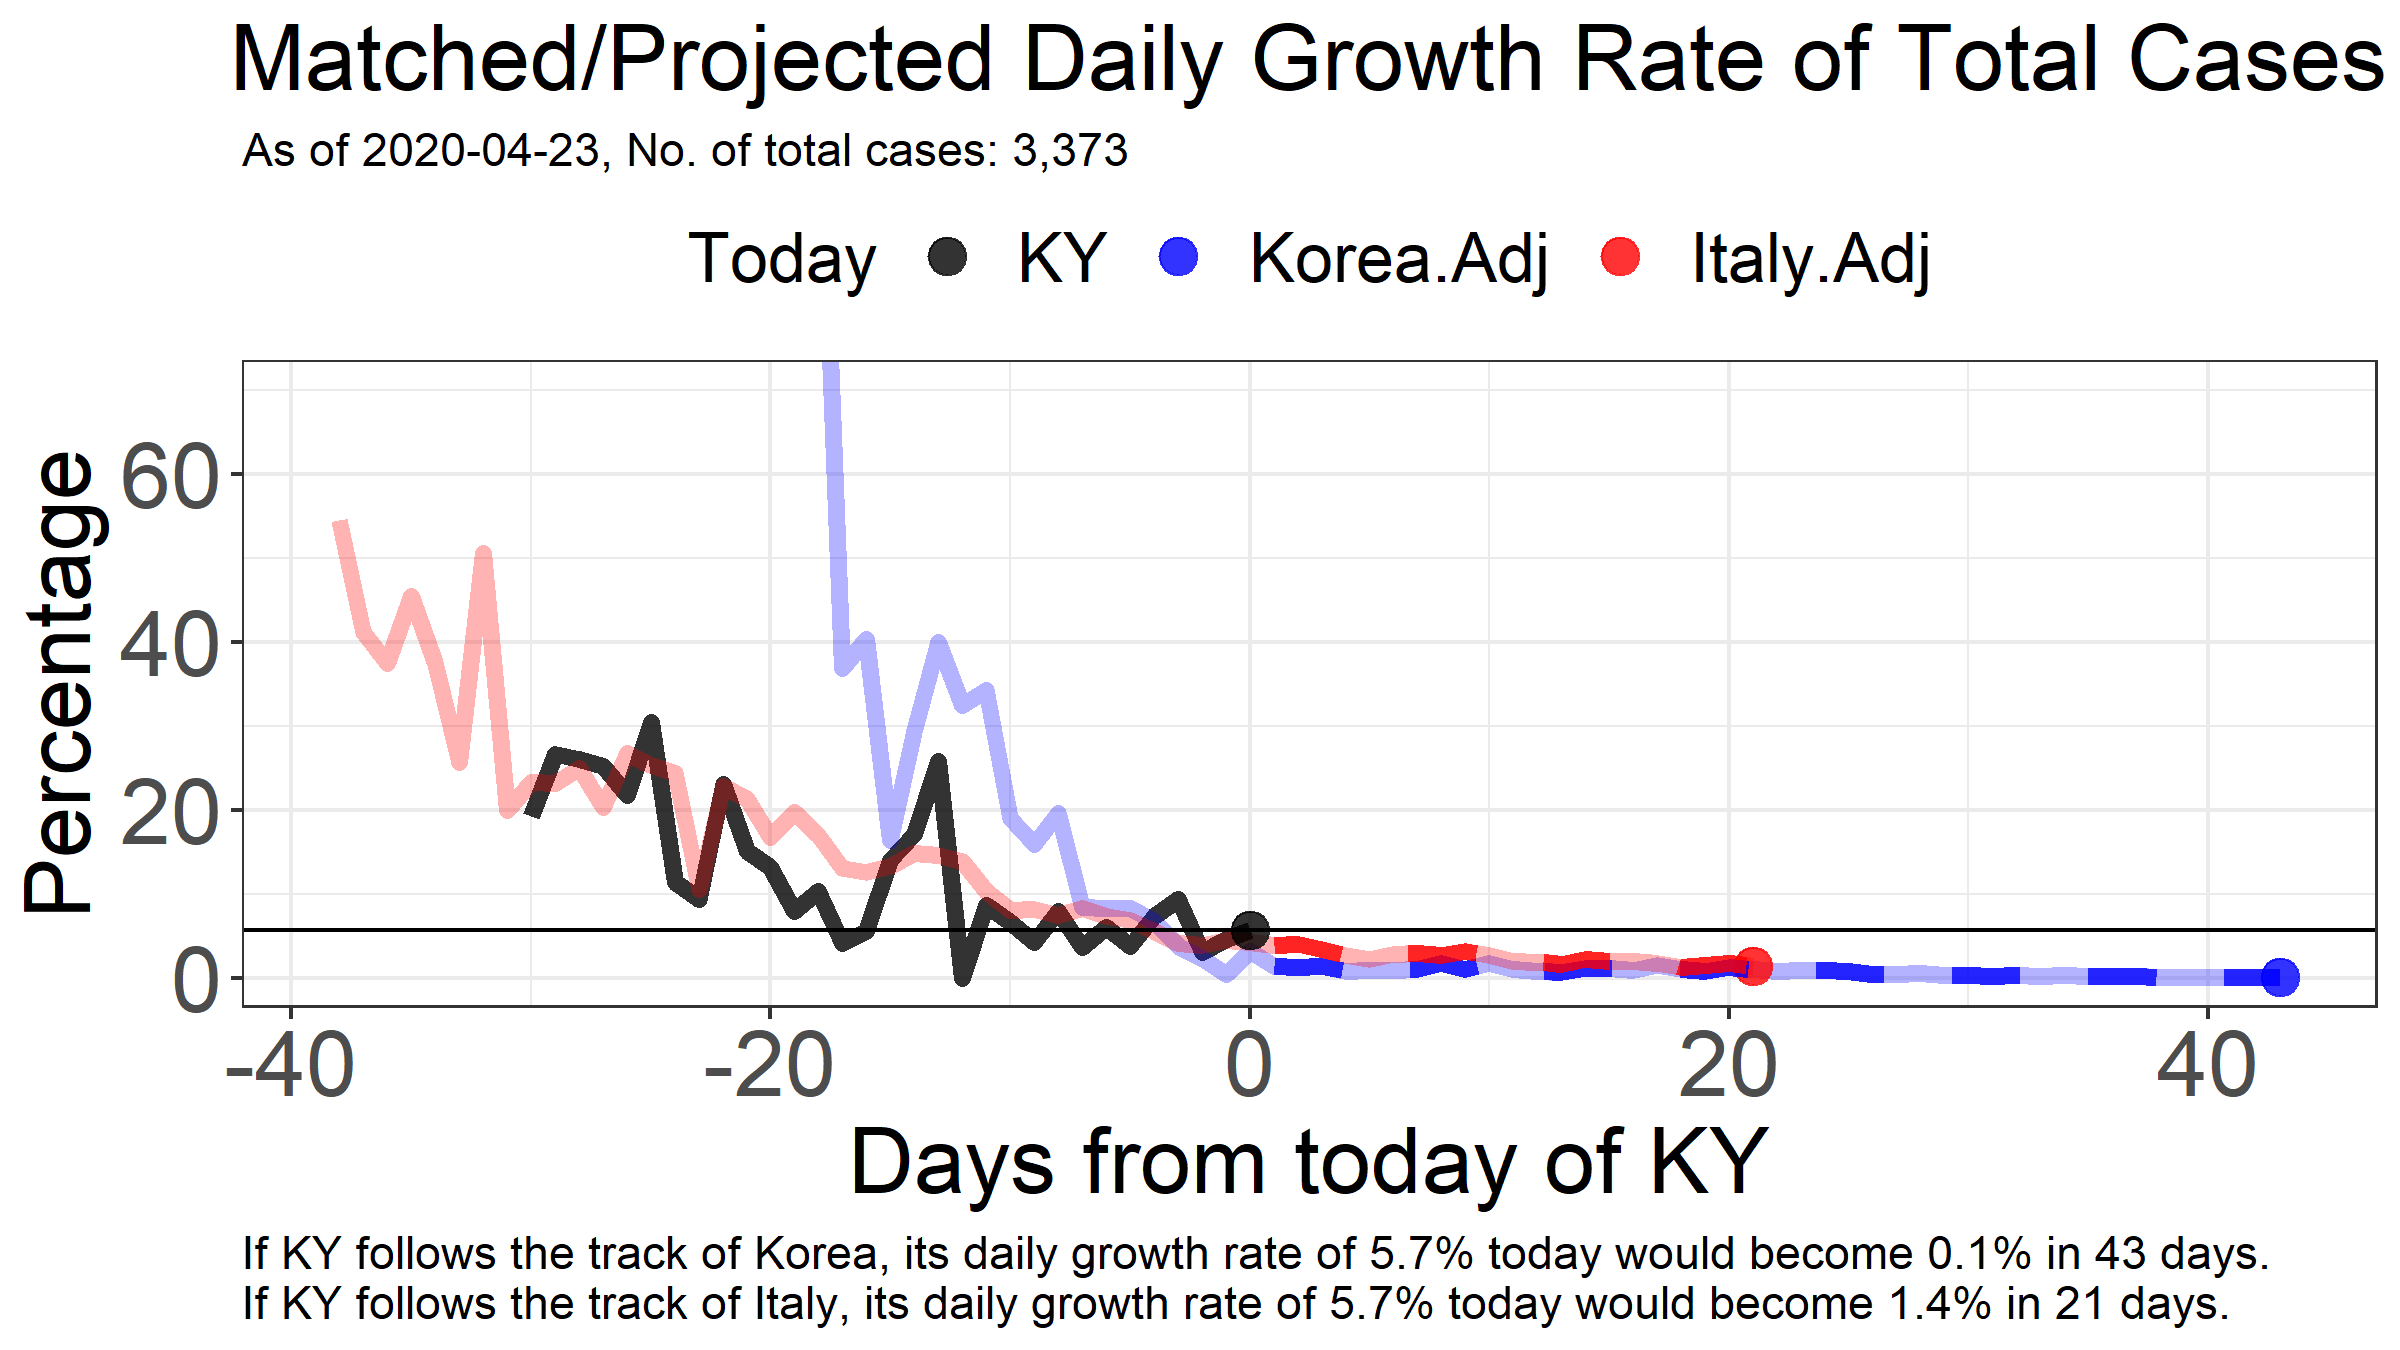 Matched/Projected Daily Growth Rate of Total Cases
As of 2020-04-23, No. of total cases: 3,373
Today KY Korea.Adj Italy.Adj
Percentage
60
40
20
0
-40 -20 0 20 40
Days from today of KY
If KY follows the track of Korea, its daily growth rate of 5.7% today would become 0.1% in 43 days.
If KY follows the track of Italy, its daily growth rate of 5.7% today would become 1.4% in 21 days.